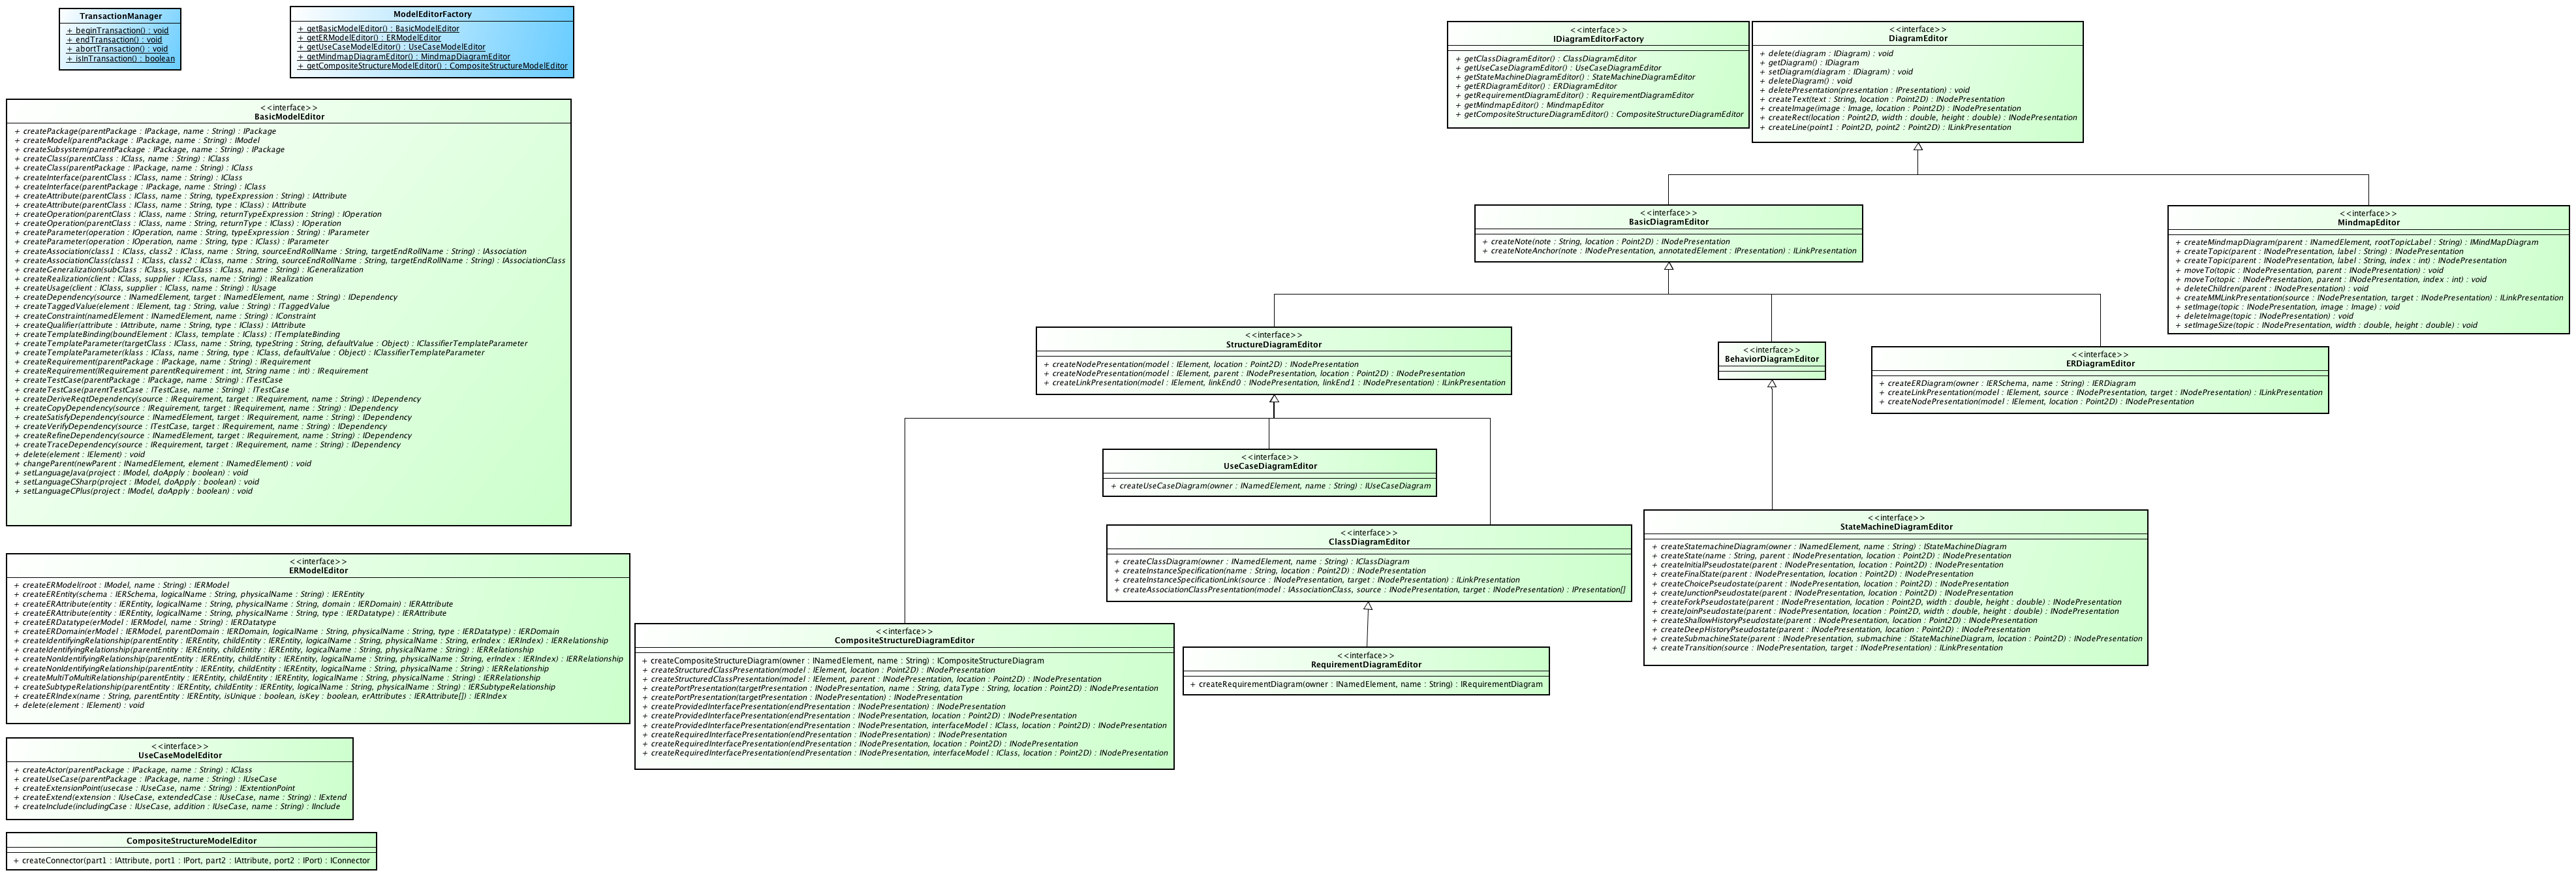 TransactionManager
+ beginTransaction() : void
+ endTransaction() : void
+ abortTransaction() : void
+ isInTransaction() : boolean
ModelEditorFactory
+ getBasicModelEditor() : BasicModelEditor
+ getERModelEditor() : ERModelEditor
+ getUseCaseModelEditor() : UseCaseModelEditor
+ getMindmapDiagramEditor() : MindmapDiagramEditor
+ getCompositeStructureModelEditor() : CompositeStructureModelEditor
<<interface>>
IDiagramEditorFactory
+ getClassDiagramEditor() : ClassDiagramEditor
+ getUseCaseDiagramEditor() : UseCaseDiagramEditor
+ getStateMachineDiagramEditor() : StateMachineDiagramEditor
+ getERDiagramEditor() : ERDiagramEditor
+ getRequirementDiagramEditor() : RequirementDiagramEditor
+ getMindmapEditor() : MindmapEditor
+ getCompositeStructureDiagramEditor() : CompositeStructureDiagramEditor
<<interface>>
DiagramEditor
+ delete(diagram : IDiagram) : void
+ getDiagram() : IDiagram
+ setDiagram(diagram : IDiagram) : void
+ deleteDiagram() : void
+ deletePresentation(presentation : IPresentation) : void
+ createText(text : String, location : Point2D) : INodePresentation
+ createImage(image : Image, location : Point2D) : INodePresentation
+ createRect(location : Point2D, width : double, height : double) : INodePresentation
+ createLine(point1 : Point2D, point2 : Point2D) : ILinkPresentation
<<interface>>
BasicModelEditor
+ createPackage(parentPackage : IPackage, name : String) : IPackage
+ createModel(parentPackage : IPackage, name : String) : IModel
+ createSubsystem(parentPackage : IPackage, name : String) : IPackage
+ createClass(parentClass : IClass, name : String) : IClass
+ createClass(parentPackage : IPackage, name : String) : IClass
+ createInterface(parentClass : IClass, name : String) : IClass
+ createInterface(parentPackage : IPackage, name : String) : IClass
+ createAttribute(parentClass : IClass, name : String, typeExpression : String) : IAttribute
+ createAttribute(parentClass : IClass, name : String, type : IClass) : IAttribute
+ createOperation(parentClass : IClass, name : String, returnTypeExpression : String) : IOperation
+ createOperation(parentClass : IClass, name : String, returnType : IClass) : IOperation
+ createParameter(operation : IOperation, name : String, typeExpression : String) : IParameter
+ createParameter(operation : IOperation, name : String, type : IClass) : IParameter
+ createAssociation(class1 : IClass, class2 : IClass, name : String, sourceEndRollName : String, targetEndRollName : String) : IAssociation
+ createAssociationClass(class1 : IClass, class2 : IClass, name : String, sourceEndRollName : String, targetEndRollName : String) : IAssociationClass
+ createGeneralization(subClass : IClass, superClass : IClass, name : String) : IGeneralization
+ createRealization(client : IClass, supplier : IClass, name : String) : IRealization
+ createUsage(client : IClass, supplier : IClass, name : String) : IUsage
+ createDependency(source : INamedElement, target : INamedElement, name : String) : IDependency
+ createTaggedValue(element : IElement, tag : String, value : String) : ITaggedValue
+ createConstraint(namedElement : INamedElement, name : String) : IConstraint
+ createQualifier(attribute : IAttribute, name : String, type : IClass) : IAttribute
+ createTemplateBinding(boundElement : IClass, template : IClass) : ITemplateBinding
+ createTemplateParameter(targetClass : IClass, name : String, typeString : String, defaultValue : Object) : IClassifierTemplateParameter
+ createTemplateParameter(klass : IClass, name : String, type : IClass, defaultValue : Object) : IClassifierTemplateParameter
+ createRequirement(parentPackage : IPackage, name : String) : IRequirement
+ createRequirement(IRequirement parentRequirement : int, String name : int) : IRequirement
+ createTestCase(parentPackage : IPackage, name : String) : ITestCase
+ createTestCase(parentTestCase : ITestCase, name : String) : ITestCase
+ createDeriveReqtDependency(source : IRequirement, target : IRequirement, name : String) : IDependency
+ createCopyDependency(source : IRequirement, target : IRequirement, name : String) : IDependency
+ createSatisfyDependency(source : INamedElement, target : IRequirement, name : String) : IDependency
+ createVerifyDependency(source : ITestCase, target : IRequirement, name : String) : IDependency
+ createRefineDependency(source : INamedElement, target : IRequirement, name : String) : IDependency
+ createTraceDependency(source : IRequirement, target : IRequirement, name : String) : IDependency
+ delete(element : IElement) : void
+ changeParent(newParent : INamedElement, element : INamedElement) : void
+ setLanguageJava(project : IModel, doApply : boolean) : void
+ setLanguageCSharp(project : IModel, doApply : boolean) : void
+ setLanguageCPlus(project : IModel, doApply : boolean) : void
<<interface>>
BasicDiagramEditor
+ createNote(note : String, location : Point2D) : INodePresentation
+ createNoteAnchor(note : INodePresentation, annotatedElement : IPresentation) : ILinkPresentation
<<interface>>
MindmapEditor
+ createMindmapDiagram(parent : INamedElement, rootTopicLabel : String) : IMindMapDiagram
+ createTopic(parent : INodePresentation, label : String) : INodePresentation
+ createTopic(parent : INodePresentation, label : String, index : int) : INodePresentation
+ moveTo(topic : INodePresentation, parent : INodePresentation) : void
+ moveTo(topic : INodePresentation, parent : INodePresentation, index : int) : void
+ deleteChildren(parent : INodePresentation) : void
+ createMMLinkPresentation(source : INodePresentation, target : INodePresentation) : ILinkPresentation
+ setImage(topic : INodePresentation, image : Image) : void
+ deleteImage(topic : INodePresentation) : void
+ setImageSize(topic : INodePresentation, width : double, height : double) : void
<<interface>>
StructureDiagramEditor
+ createNodePresentation(model : IElement, location : Point2D) : INodePresentation
+ createNodePresentation(model : IElement, parent : INodePresentation, location : Point2D) : INodePresentation
+ createLinkPresentation(model : IElement, linkEnd0 : INodePresentation, linkEnd1 : INodePresentation) : ILinkPresentation
<<interface>>
BehaviorDiagramEditor
<<interface>>
ERDiagramEditor
+ createERDiagram(owner : IERSchema, name : String) : IERDiagram
+ createLinkPresentation(model : IElement, source : INodePresentation, target : INodePresentation) : ILinkPresentation
+ createNodePresentation(model : IElement, location : Point2D) : INodePresentation
<<interface>>
UseCaseDiagramEditor
+ createUseCaseDiagram(owner : INamedElement, name : String) : IUseCaseDiagram
<<interface>>
ClassDiagramEditor
+ createClassDiagram(owner : INamedElement, name : String) : IClassDiagram
+ createInstanceSpecification(name : String, location : Point2D) : INodePresentation
+ createInstanceSpecificationLink(source : INodePresentation, target : INodePresentation) : ILinkPresentation
+ createAssociationClassPresentation(model : IAssociationClass, source : INodePresentation, target : INodePresentation) : IPresentation[]
<<interface>>
StateMachineDiagramEditor
+ createStatemachineDiagram(owner : INamedElement, name : String) : IStateMachineDiagram
+ createState(name : String, parent : INodePresentation, location : Point2D) : INodePresentation
+ createInitialPseudostate(parent : INodePresentation, location : Point2D) : INodePresentation
+ createFinalState(parent : INodePresentation, location : Point2D) : INodePresentation
+ createChoicePseudostate(parent : INodePresentation, location : Point2D) : INodePresentation
+ createJunctionPseudostate(parent : INodePresentation, location : Point2D) : INodePresentation
+ createForkPseudostate(parent : INodePresentation, location : Point2D, width : double, height : double) : INodePresentation
+ createJoinPseudostate(parent : INodePresentation, location : Point2D, width : double, height : double) : INodePresentation
+ createShallowHistoryPseudostate(parent : INodePresentation, location : Point2D) : INodePresentation
+ createDeepHistoryPseudostate(parent : INodePresentation, location : Point2D) : INodePresentation
+ createSubmachineState(parent : INodePresentation, submachine : IStateMachineDiagram, location : Point2D) : INodePresentation
+ createTransition(source : INodePresentation, target : INodePresentation) : ILinkPresentation
<<interface>>
ERModelEditor
+ createERModel(root : IModel, name : String) : IERModel
+ createEREntity(schema : IERSchema, logicalName : String, physicalName : String) : IEREntity
+ createERAttribute(entity : IEREntity, logicalName : String, physicalName : String, domain : IERDomain) : IERAttribute
+ createERAttribute(entity : IEREntity, logicalName : String, physicalName : String, type : IERDatatype) : IERAttribute
+ createERDatatype(erModel : IERModel, name : String) : IERDatatype
+ createERDomain(erModel : IERModel, parentDomain : IERDomain, logicalName : String, physicalName : String, type : IERDatatype) : IERDomain
+ createIdentifyingRelationship(parentEntity : IEREntity, childEntity : IEREntity, logicalName : String, physicalName : String, erIndex : IERIndex) : IERRelationship
+ createIdentifyingRelationship(parentEntity : IEREntity, childEntity : IEREntity, logicalName : String, physicalName : String) : IERRelationship
+ createNonIdentifyingRelationship(parentEntity : IEREntity, childEntity : IEREntity, logicalName : String, physicalName : String, erIndex : IERIndex) : IERRelationship
+ createNonIdentifyingRelationship(parentEntity : IEREntity, childEntity : IEREntity, logicalName : String, physicalName : String) : IERRelationship
+ createMultiToMultiRelationship(parentEntity : IEREntity, childEntity : IEREntity, logicalName : String, physicalName : String) : IERRelationship
+ createSubtypeRelationship(parentEntity : IEREntity, childEntity : IEREntity, logicalName : String, physicalName : String) : IERSubtypeRelationship
+ createERIndex(name : String, parentEntity : IEREntity, isUnique : boolean, isKey : boolean, erAttributes : IERAttribute[]) : IERIndex
+ delete(element : IElement) : void
<<interface>>
CompositeStructureDiagramEditor
+ createCompositeStructureDiagram(owner : INamedElement, name : String) : ICompositeStructureDiagram
+ createStructuredClassPresentation(model : IElement, location : Point2D) : INodePresentation
+ createStructuredClassPresentation(model : IElement, parent : INodePresentation, location : Point2D) : INodePresentation
+ createPortPresentation(targetPresentation : INodePresentation, name : String, dataType : String, location : Point2D) : INodePresentation
+ createPortPresentation(targetPresentation : INodePresentation) : INodePresentation
+ createProvidedInterfacePresentation(endPresentation : INodePresentation) : INodePresentation
+ createProvidedInterfacePresentation(endPresentation : INodePresentation, location : Point2D) : INodePresentation
+ createProvidedInterfacePresentation(endPresentation : INodePresentation, interfaceModel : IClass, location : Point2D) : INodePresentation
+ createRequiredInterfacePresentation(endPresentation : INodePresentation) : INodePresentation
+ createRequiredInterfacePresentation(endPresentation : INodePresentation, location : Point2D) : INodePresentation
+ createRequiredInterfacePresentation(endPresentation : INodePresentation, interfaceModel : IClass, location : Point2D) : INodePresentation
<<interface>>
RequirementDiagramEditor
+ createRequirementDiagram(owner : INamedElement, name : String) : IRequirementDiagram
<<interface>>
UseCaseModelEditor
+ createActor(parentPackage : IPackage, name : String) : IClass
+ createUseCase(parentPackage : IPackage, name : String) : IUseCase
+ createExtensionPoint(usecase : IUseCase, name : String) : IExtentionPoint
+ createExtend(extension : IUseCase, extendedCase : IUseCase, name : String) : IExtend
+ createInclude(includingCase : IUseCase, addition : IUseCase, name : String) : IInclude
CompositeStructureModelEditor
+ createConnector(part1 : IAttribute, port1 : IPort, part2 : IAttribute, port2 : IPort) : IConnector